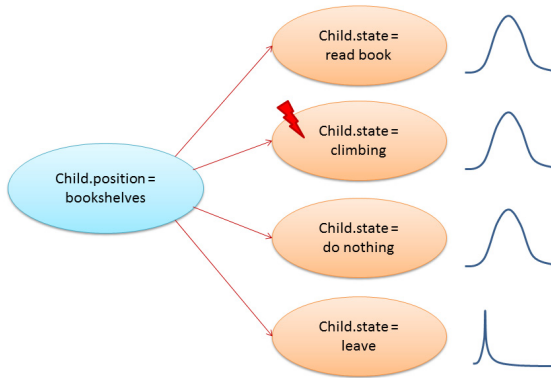 Child.state =
read book
Child.state =
climbing
Child.position =
bookshelves
Child.state =
do nothing
Child.state =
leave